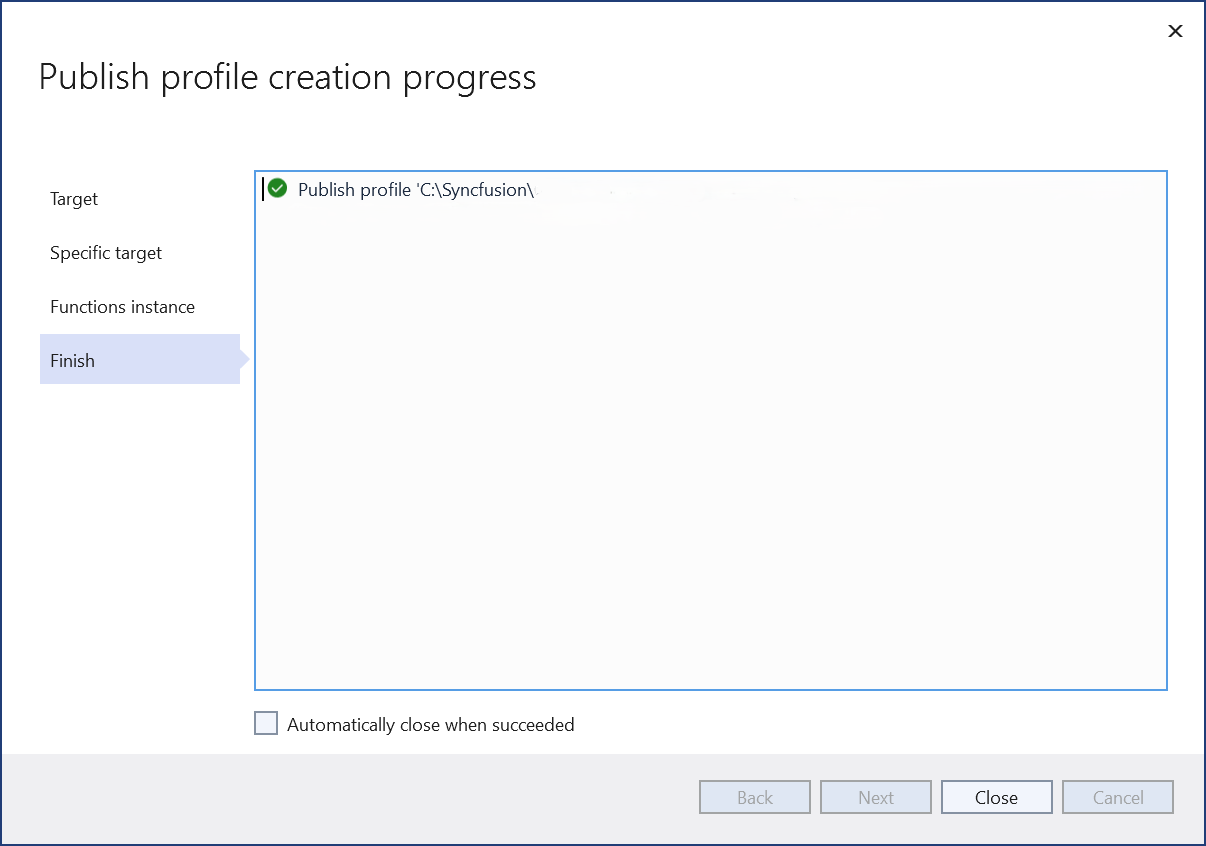 Publish profile creation progress
Target
Specific target
Functions instance
Finish
Publish profile 'C:\Syncfusion\
Automatically close when succeeded
Back
Next
Close
Cancel